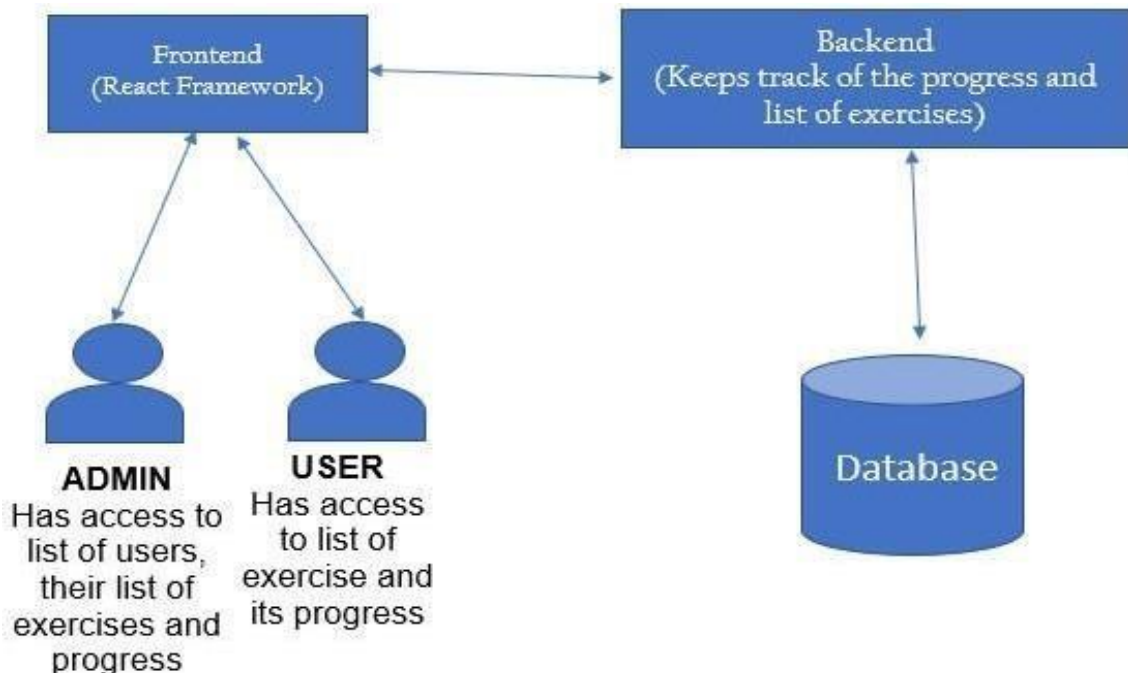 Frontend
(React Framework)
Backend
(Keeps track of the progress and
list of exercises)
ADMIN
Has access to
list of users,
their list of
exercises and
progress
USER
Has access
to list of
exercise and
its progress
Database